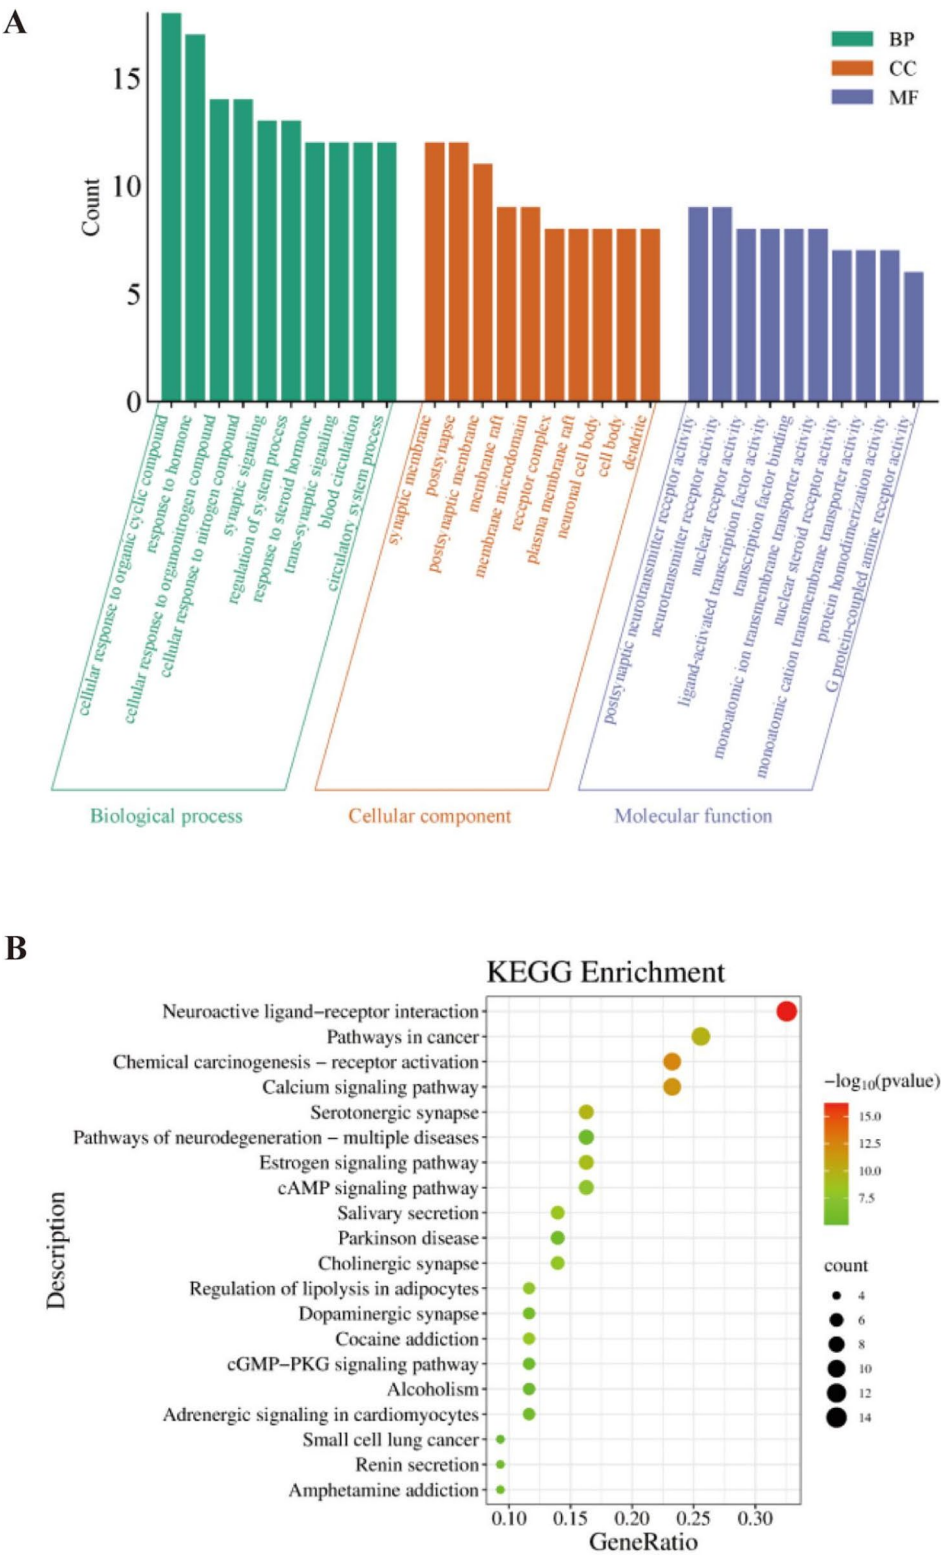 A
15
10
5
0
Count
BP
CC
MF
cellular response to organic cyclic compound
response to hormone
cellular response to organonitrogen compound
cellular response to nitrogen compound
synaptic signaling
regulation of system process
response to steroid hormone
trans-synaptic signaling
blood circulation
circulatory system process
synaptic membrane
postsynapse
postsynaptic membrane
membrane raft
membrane microdomain
receptor complex
plasma membrane raft
neuronal cell body
cell body
dendrite
postsynaptic neurotransmitter receptor activity
neurotransmitter receptor activity
nuclear receptor activity
ligand-activated transcription factor activity
transcription factor binding
monoatomic ion transmembrane transporter activity
nuclear steroid receptor activity
monoatomic cation transmembrane transporter activity
protein homodimerization activity
G protein-coupled amine receptor activity
Biological process
Cellular component
Molecular function
B
KEGG Enrichment
Description
Neuroactive ligand−receptor interaction
Pathways in cancer
Chemical carcinogenesis − receptor activation
Calcium signaling pathway
Serotonergic synapse
Pathways of neurodegeneration − multiple diseases
Estrogen signaling pathway
cAMP signaling pathway
Salivary secretion
Parkinson disease
Cholinergic synapse
Regulation of lipolysis in adipocytes
Dopaminergic synapse
Cocaine addiction
cGMP−PKG signaling pathway
Alcoholism
Adrenergic signaling in cardiomyocytes
Small cell lung cancer
Renin secretion
Amphetamine addiction
0.10 0.15 0.20 0.25 0.30
GeneRatio
−log₁₀(pvalue)
15.0
12.5
10.0
7.5
count
4
6
8
10
12
14